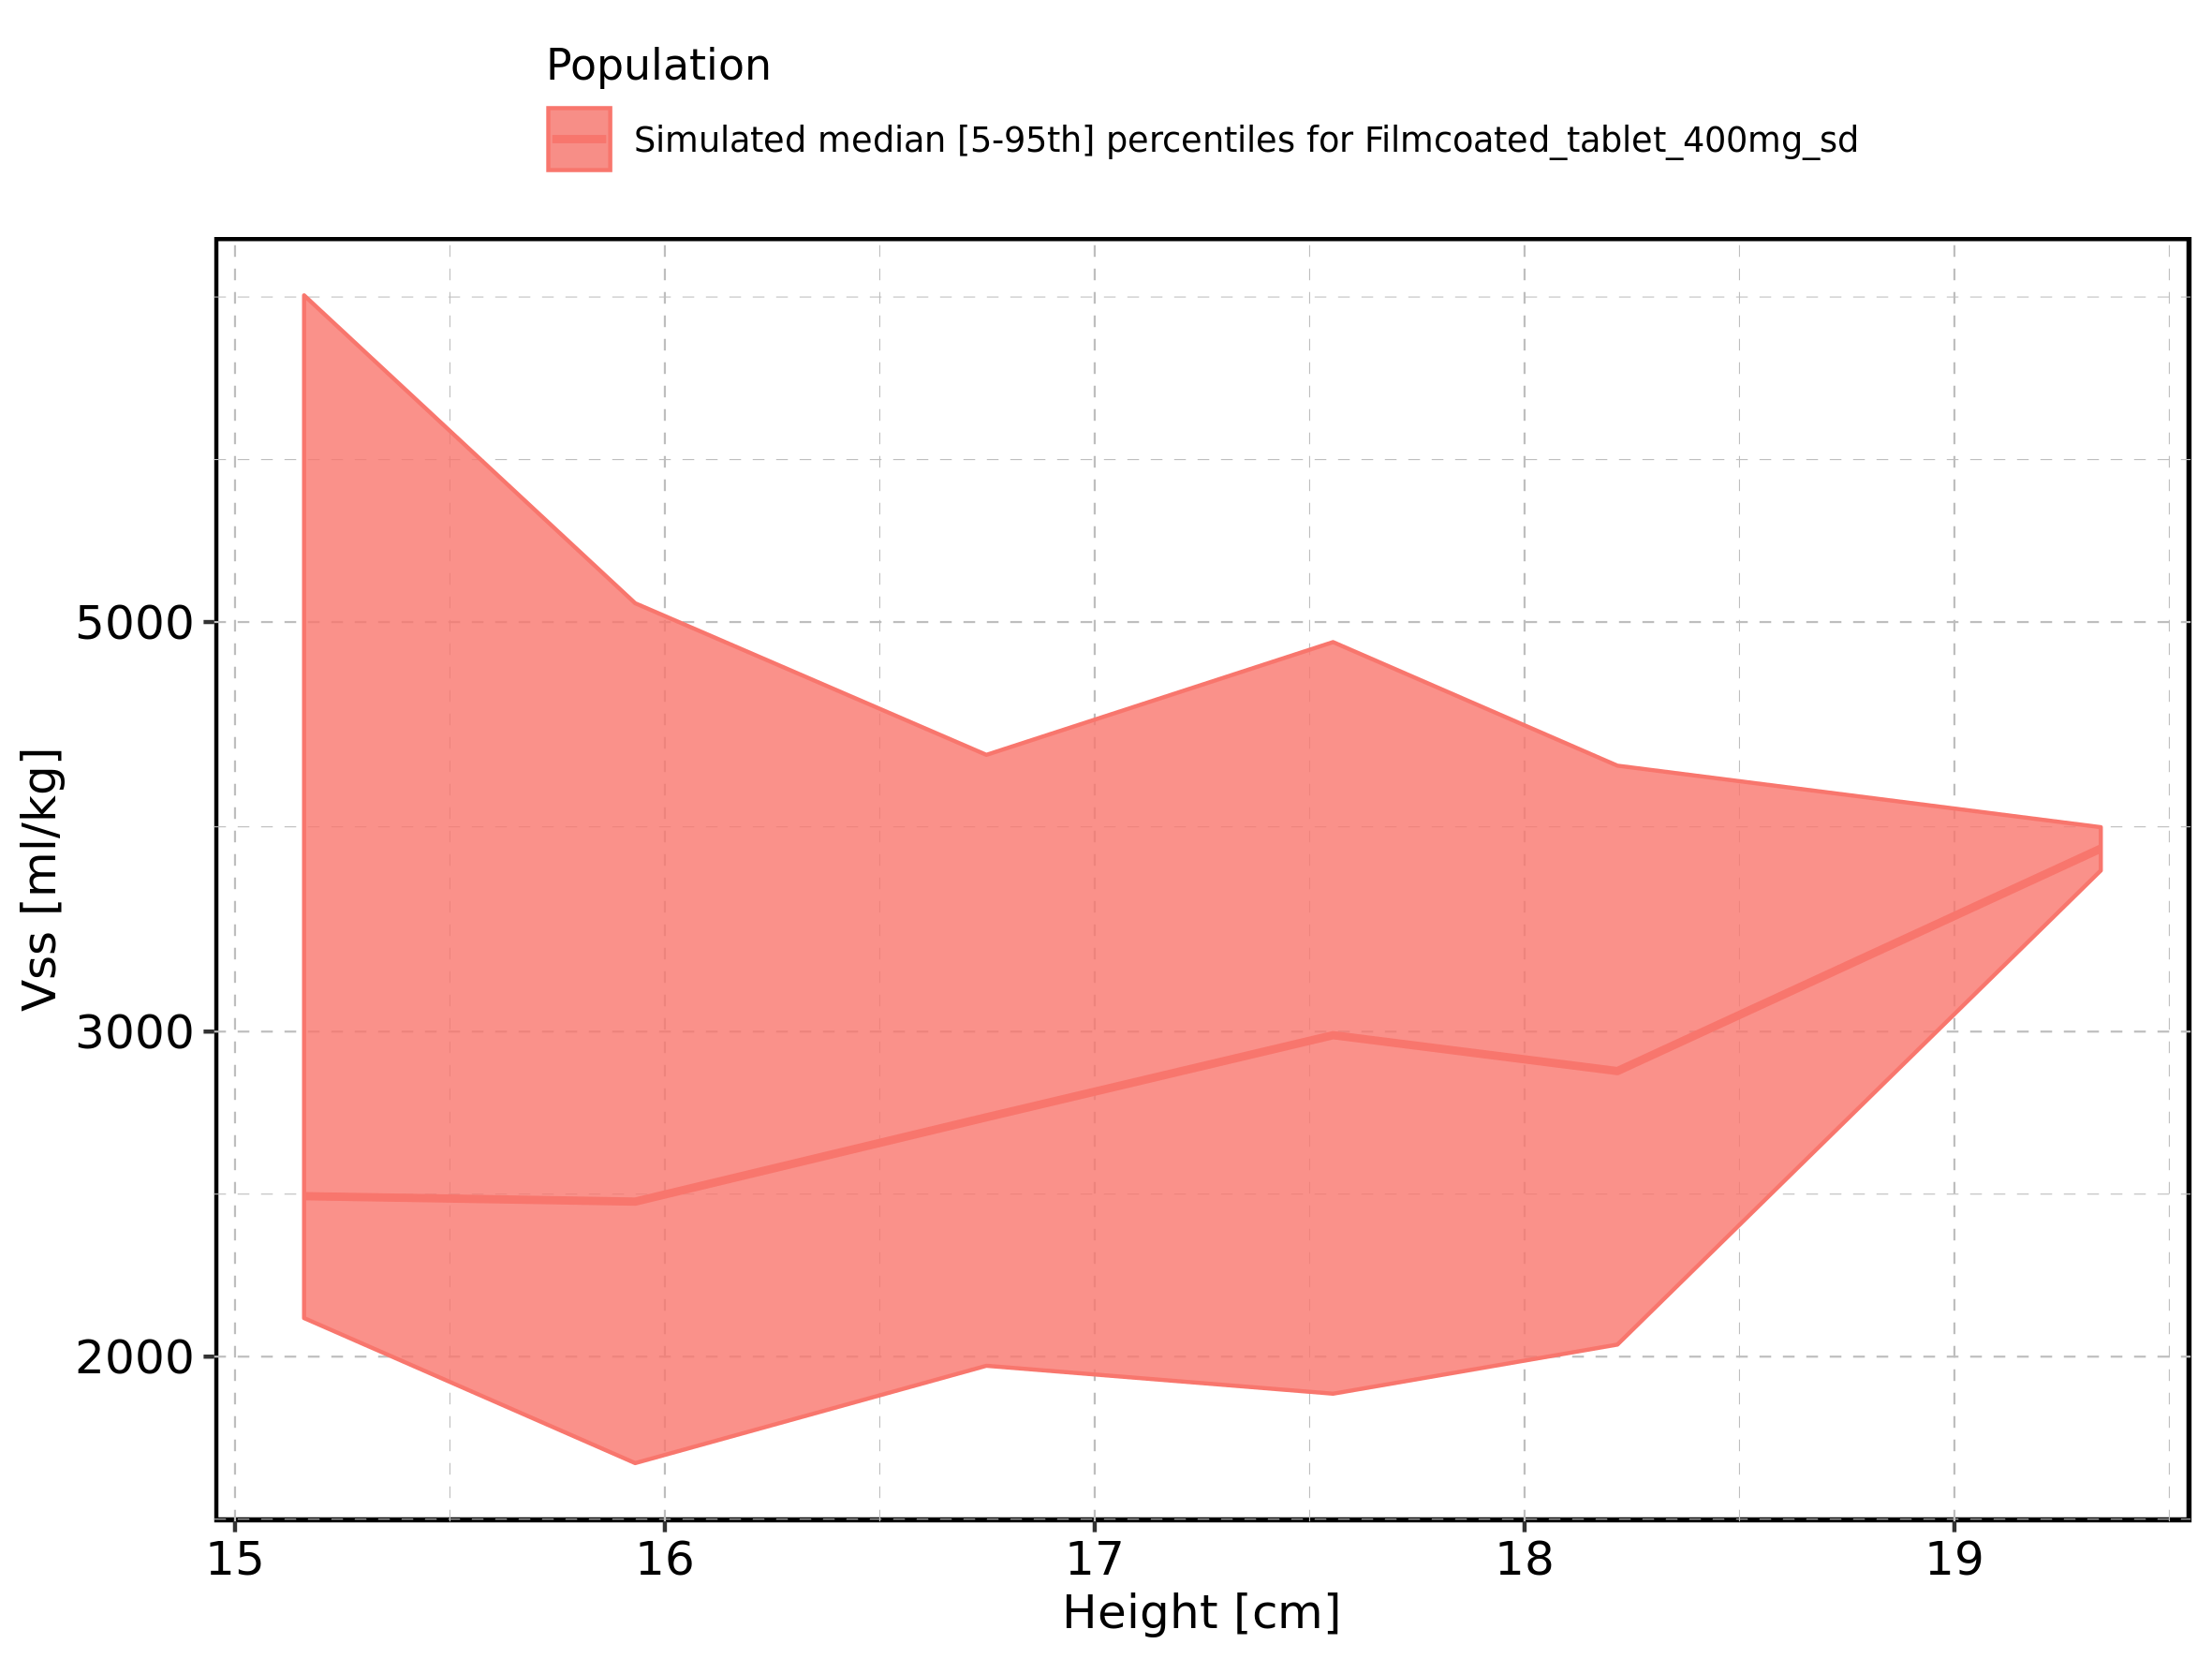 Population
Simulated median [5-95th] percentiles for Filmcoated_tablet_400mg_sd
Vss [ml/kg]
5000
3000
2000
15 16 17 18 19
Height [cm]